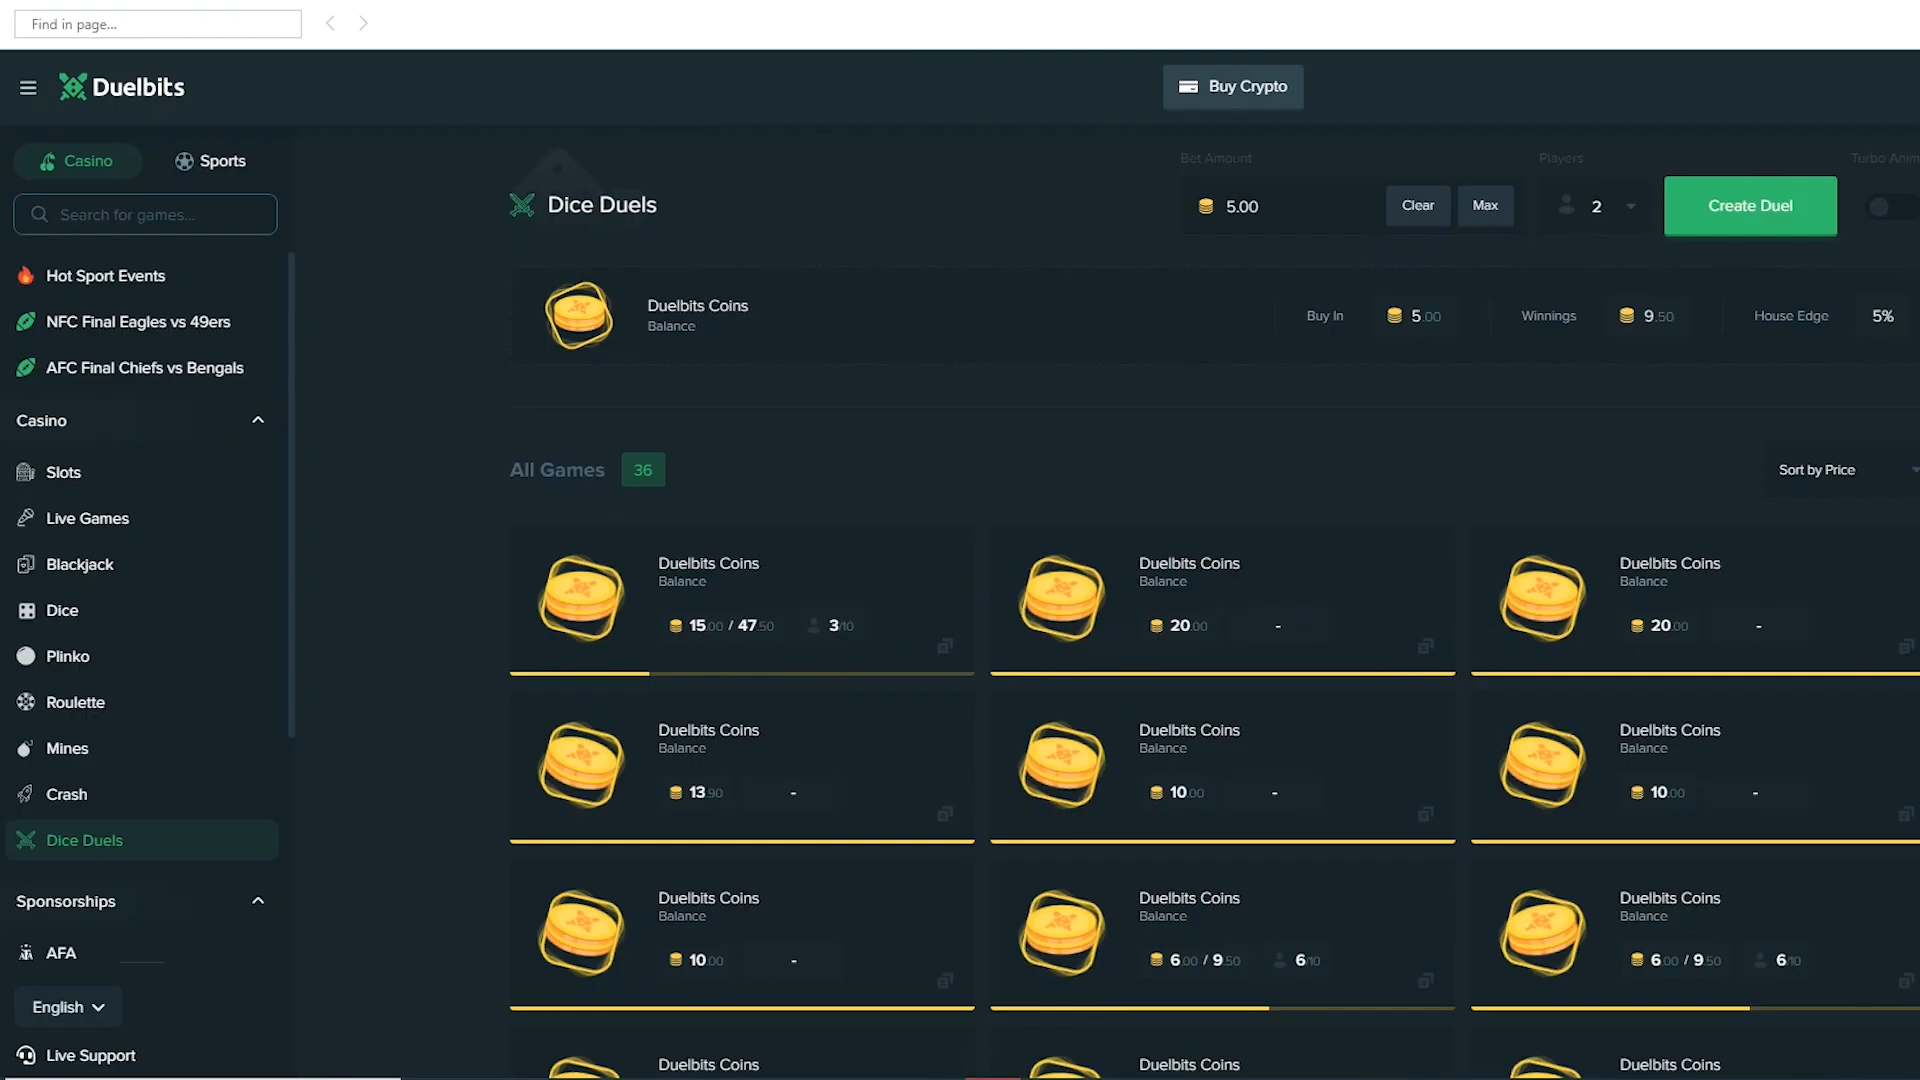 Find in page...
Duelbits
Buy Crypto
Casino
Sports
Search for games...
Hot Sport Events
NFC Final Eagles vs 49ers
AFC Final Chiefs vs Bengals
Casino
Slots
Live Games
Blackjack
Dice
Plinko
Roulette
Mines
Crash
Dice Duels
Sponsorships
AFA
English
Live Support
Dice Duels
Bet Amount
5.00
Clear
Max
Players
2
Create Duel
Turbo Anim
Duelbits Coins
Balance
Buy In 5.00
Winnings 9.50
House Edge 5%
All Games 36
Sort by Price
Duelbits Coins
Balance
15.00 / 47.50 3/10
Duelbits Coins
Balance
20.00 -
Duelbits Coins
Balance
20.00 -
Duelbits Coins
Balance
13.90 -
Duelbits Coins
Balance
10.00 -
Duelbits Coins
Balance
10.00 -
Duelbits Coins
Balance
10.00 -
Duelbits Coins
Balance
6.00 / 9.50 6/10
Duelbits Coins
Balance
6.00 / 9.50 6/10
Duelbits Coins
Duelbits Coins
Duelbits Coins